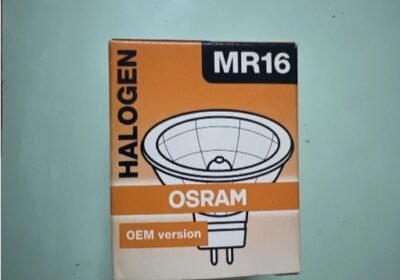 HALOGEN
MR16
OSRAM
OEM version